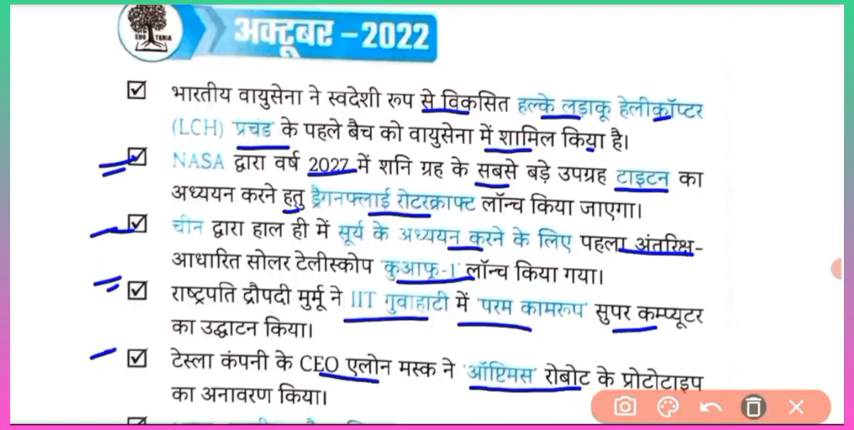 EDU TERIA
अक्टूबर – 2022
भारतीय वायुसेना ने स्वदेशी रूप से विकसित हल्के लड़ाकू हेलीकॉप्टर
(LCH) 'प्रचंड' के पहले बैच को वायुसेना में शामिल किया है।
NASA द्वारा वर्ष 2027 में शनि ग्रह के सबसे बड़े उपग्रह टाइटन का
अध्ययन करने हेतु ड्रैगनफ्लाई रोटरक्राफ्ट लॉन्च किया जाएगा।
चीन द्वारा हाल ही में सूर्य के अध्ययन करने के लिए पहला अंतरिक्ष-
आधारित सोलर टेलीस्कोप 'कुआफू-1' लॉन्च किया गया।
राष्ट्रपति द्रौपदी मुर्मू ने IIT गुवाहाटी में 'परम कामरूप' सुपर कम्प्यूटर
का उद्घाटन किया।
टेस्ला कंपनी के CEO एलोन मस्क ने 'ऑप्टिमस' रोबोट के प्रोटोटाइप
का अनावरण किया।